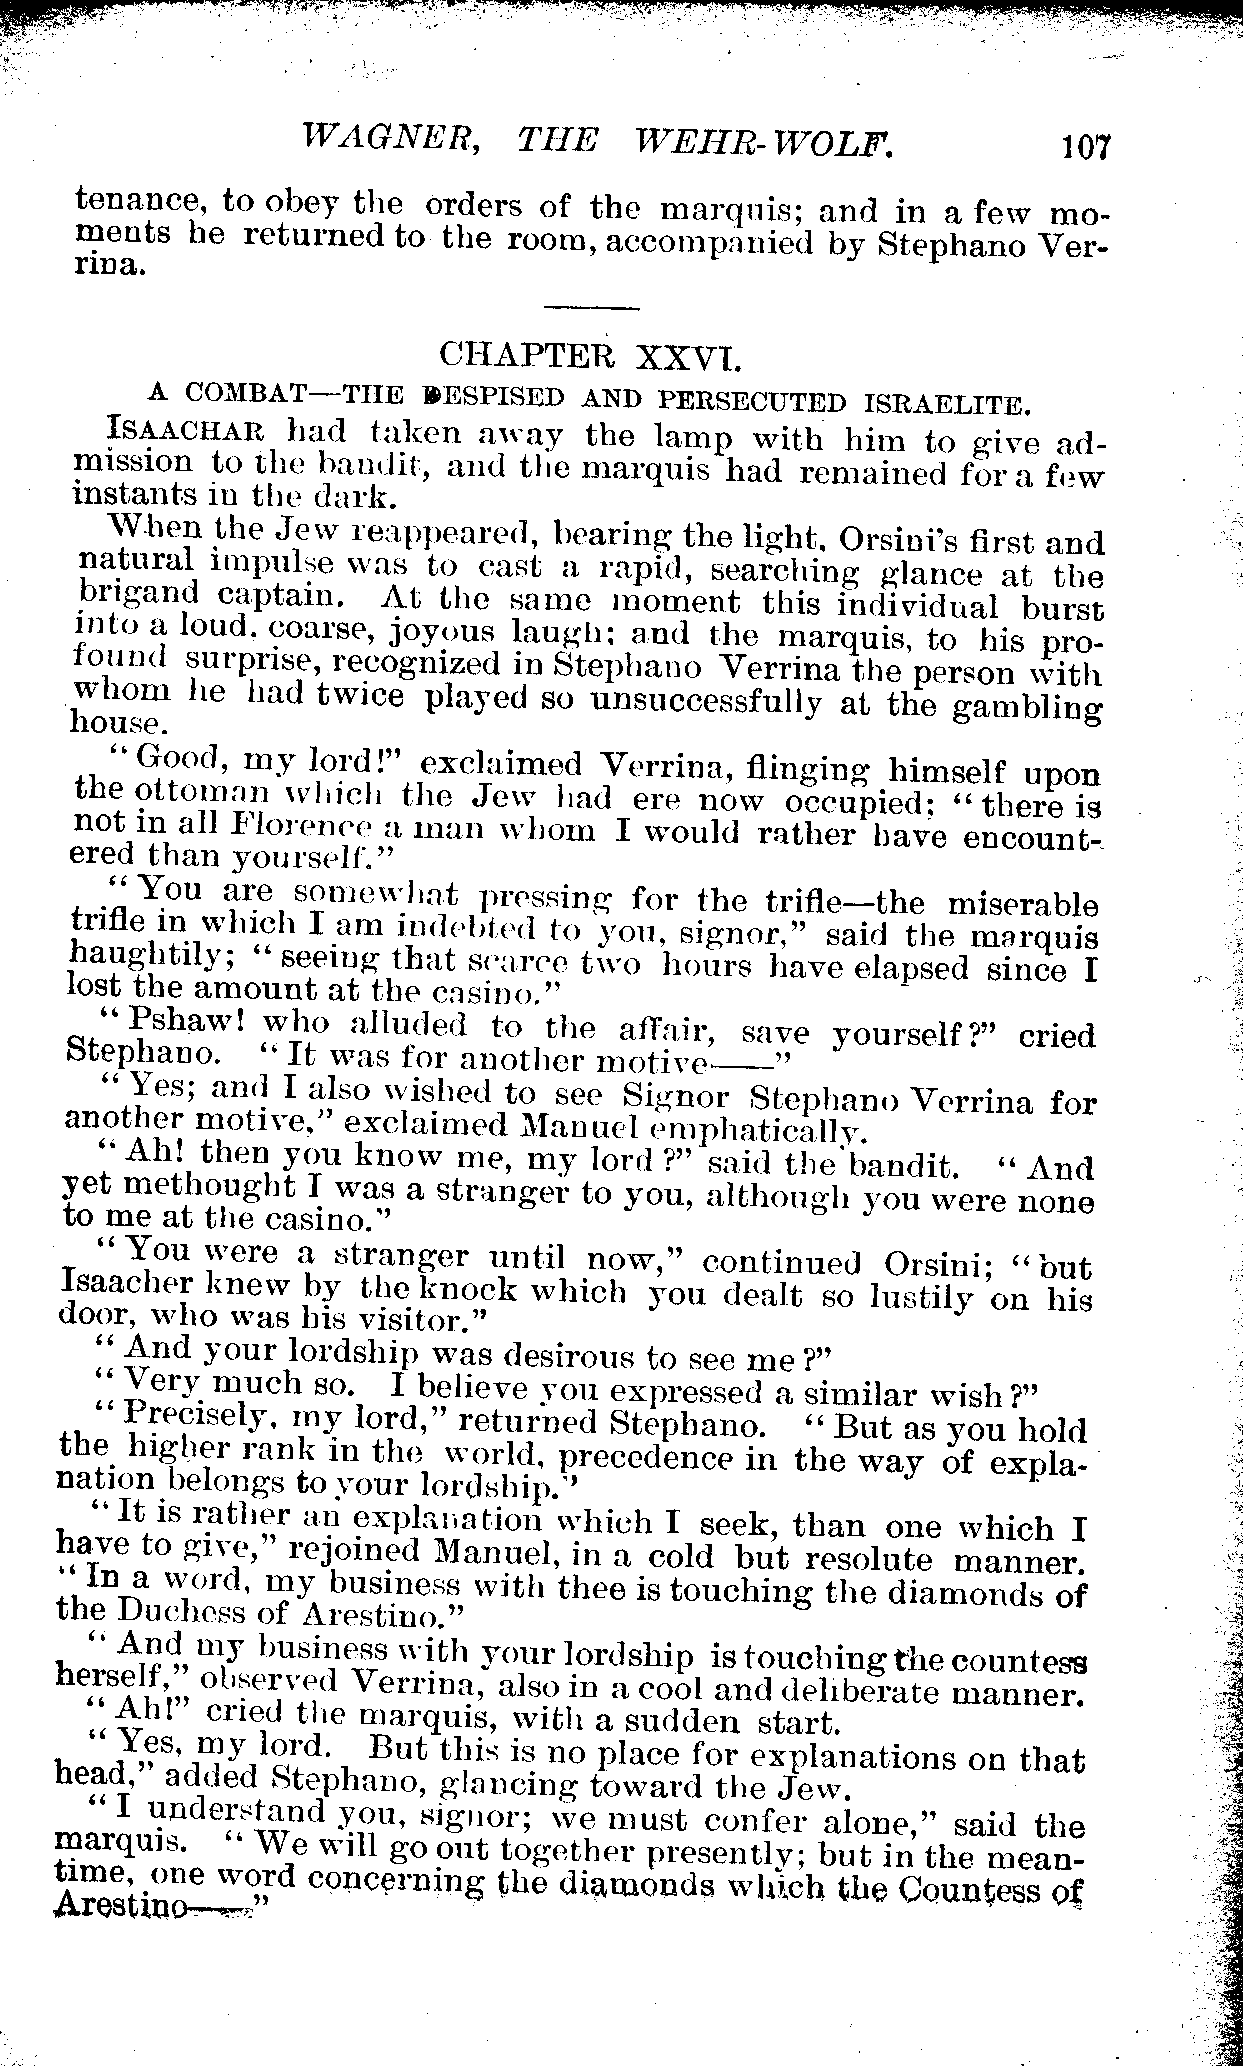 WAGNER, THE WEHR-WOLF. 107
tenance, to obey the orders of the marquis; and in a few mo-
ments he returned to the room, accompanied by Stephano Ver-
rina.
CHAPTER XXVI.
A COMBAT—THE DESPISED AND PERSECUTED ISRAELITE.
ISAACHAR had taken away the lamp with him to give ad-
mission to the bandit, and the marquis had remained for a few
instants in the dark.
When the Jew reappeared, bearing the light, Orsini's first and
natural impulse was to cast a rapid, searching glance at the
brigand captain. At the same moment this individual burst
into a loud, coarse, joyous laugh; and the marquis, to his pro-
found surprise, recognized in Stephano Verrina the person with
whom he had twice played so unsuccessfully at the gambling
house.
"Good, my lord!" exclaimed Verrina, flinging himself upon
the ottoman which the Jew had ere now occupied; "there is
not in all Florence a man whom I would rather have encount-
ered than yourself."
"You are somewhat pressing for the trifle—the miserable
trifle in which I am indebted to you, signor," said the marquis
haughtily; "seeing that scarce two hours have elapsed since I
lost the amount at the casino."
"Pshaw! who alluded to the affair, save yourself?" cried
Stephano. "It was for another motive——"
"Yes; and I also wished to see Signor Stephano Verrina for
another motive," exclaimed Manuel emphatically.
"Ah! then you know me, my lord?" said the bandit. "And
yet methought I was a stranger to you, although you were none
to me at the casino."
"You were a stranger until now," continued Orsini; "but
Isaacher knew by the knock which you dealt so lustily on his
door, who was his visitor."
"And your lordship was desirous to see me?"
"Very much so. I believe you expressed a similar wish?"
"Precisely, my lord," returned Stephano. "But as you hold
the higher rank in the world, precedence in the way of expla-
nation belongs to your lordship."
"It is rather an explanation which I seek, than one which I
have to give," rejoined Manuel, in a cold but resolute manner.
"In a word, my business with thee is touching the diamonds of
the Duchess of Arestino."
"And my business with your lordship is touching the countess
herself," observed Verrina, also in a cool and deliberate manner.
"Ah!" cried the marquis, with a sudden start.
"Yes, my lord. But this is no place for explanations on that
head," added Stephano, glancing toward the Jew.
"I understand you, signor; we must confer alone," said the
marquis. "We will go out together presently; but in the mean-
time, one word concerning the diamonds which the Countess of
Arestino——"